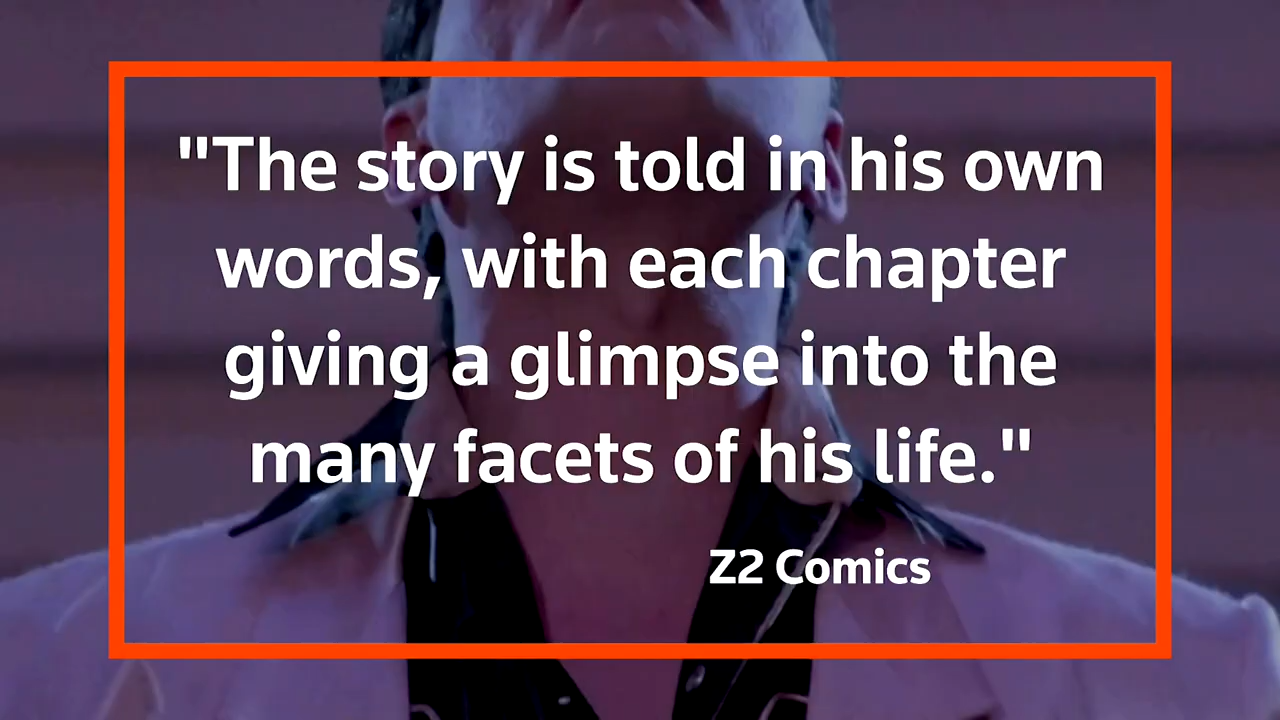 "The story is told in his own
words, with each chapter
giving a glimpse into the
many facets of his life."
Z2 Comics